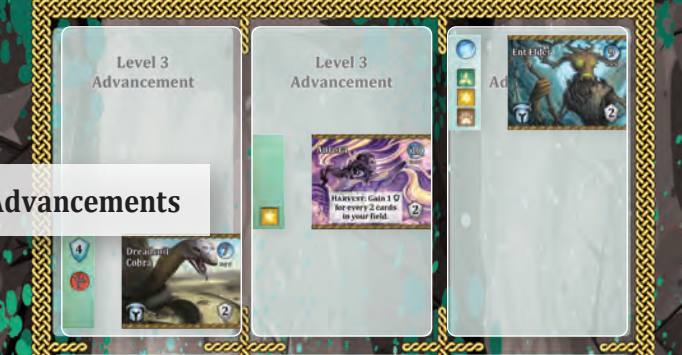 Level 3
Advancement
Level 3
Advancement
Ent Elder
Ad
2
HARVEST: Gain 1
for every 2 cards
in your field.
2
Advancements
4
Dreadful
Cobra
2